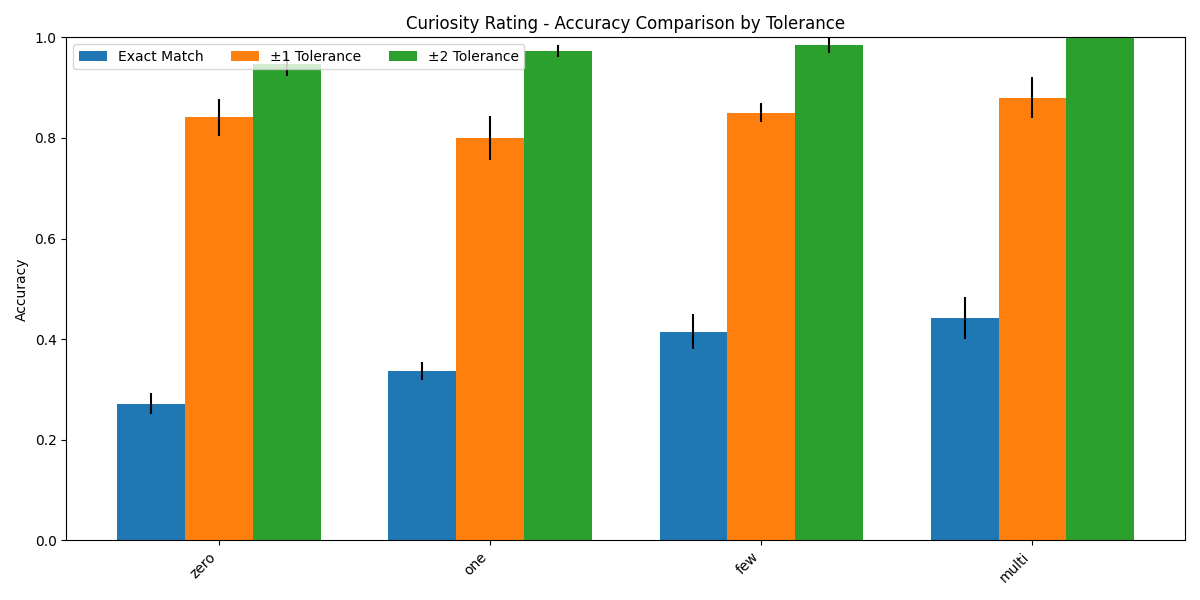 Curiosity Rating - Accuracy Comparison by Tolerance
Exact Match ±1 Tolerance ±2 Tolerance
Accuracy
1.0
0.8
0.6
0.4
0.2
0.0
zero one few multi